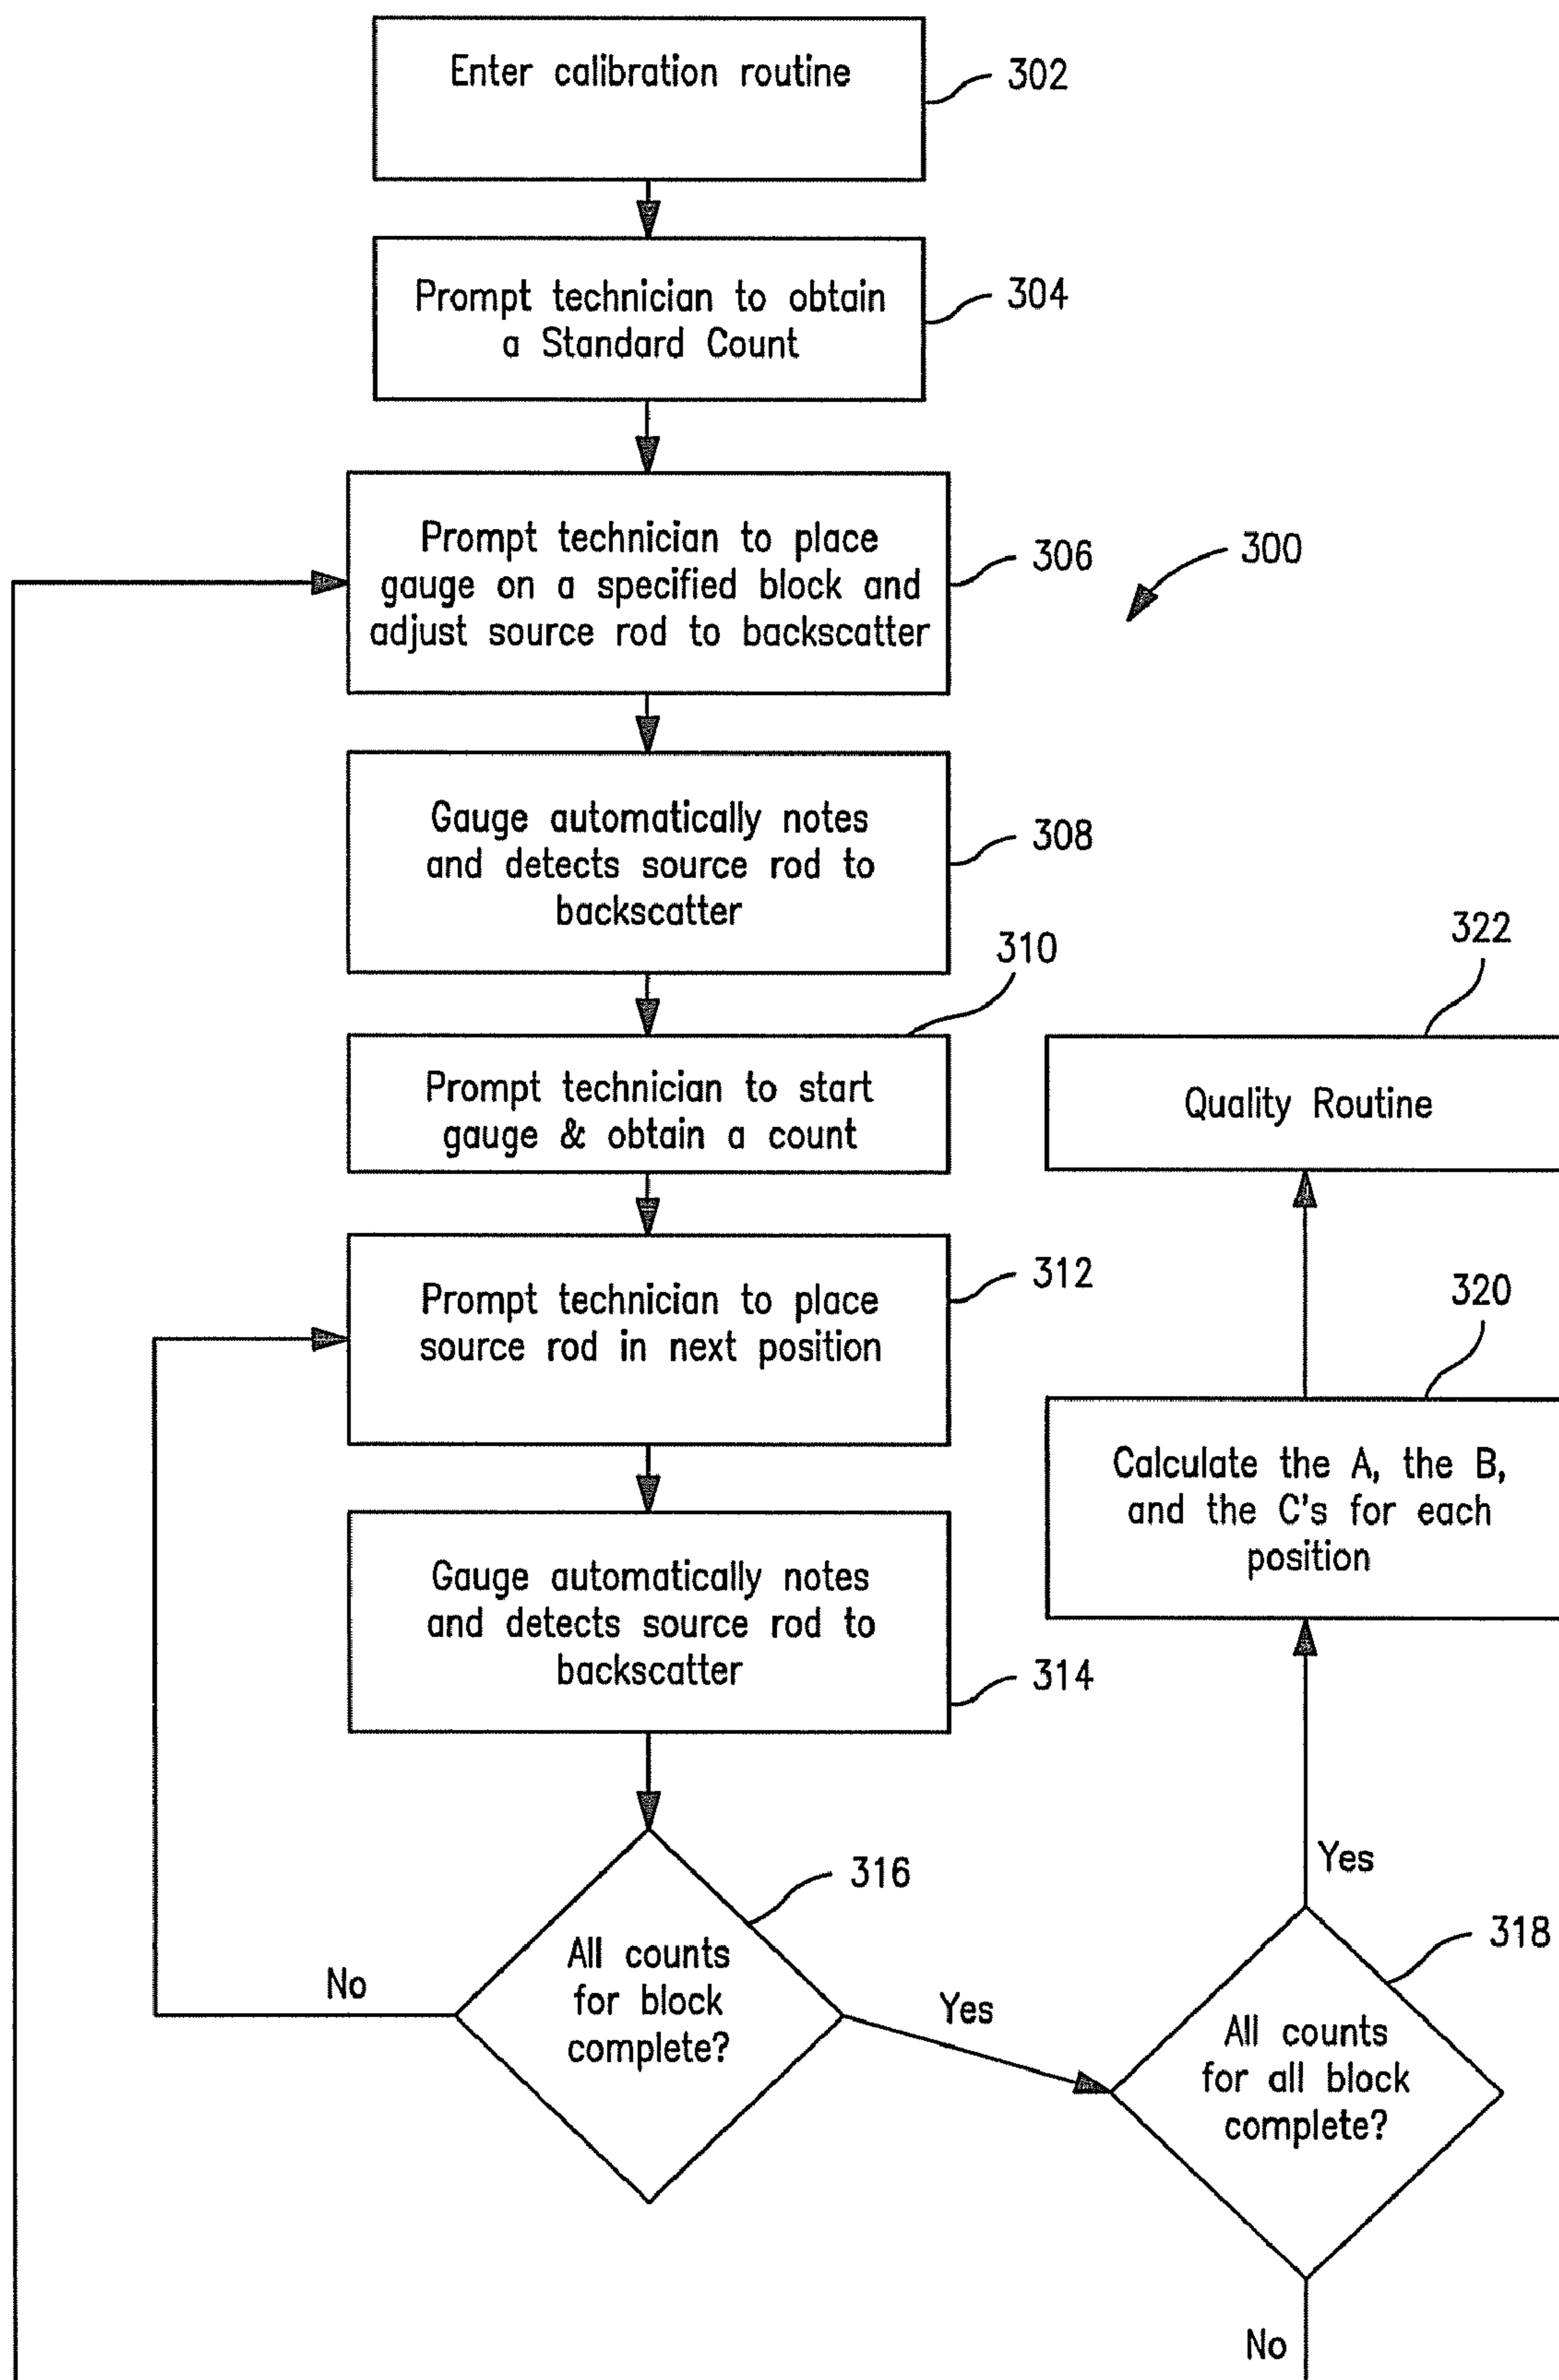 Enter calibration routine
302
Prompt technician to obtain
a Standard Count
304
Prompt technician to place
gauge on a specified block and
adjust source rod to backscatter
306
300
Gauge automatically notes
and detects source rod to
backscatter
308
310
Prompt technician to start
gauge & obtain a count
322
Quality Routine
Prompt technician to place
source rod in next position
312
320
Calculate the A, the B,
and the C's for each
position
Gauge automatically notes
and detects source rod to
backscatter
314
316
All counts
for block
complete?
No
Yes
Yes
318
All counts
for all block
complete?
No